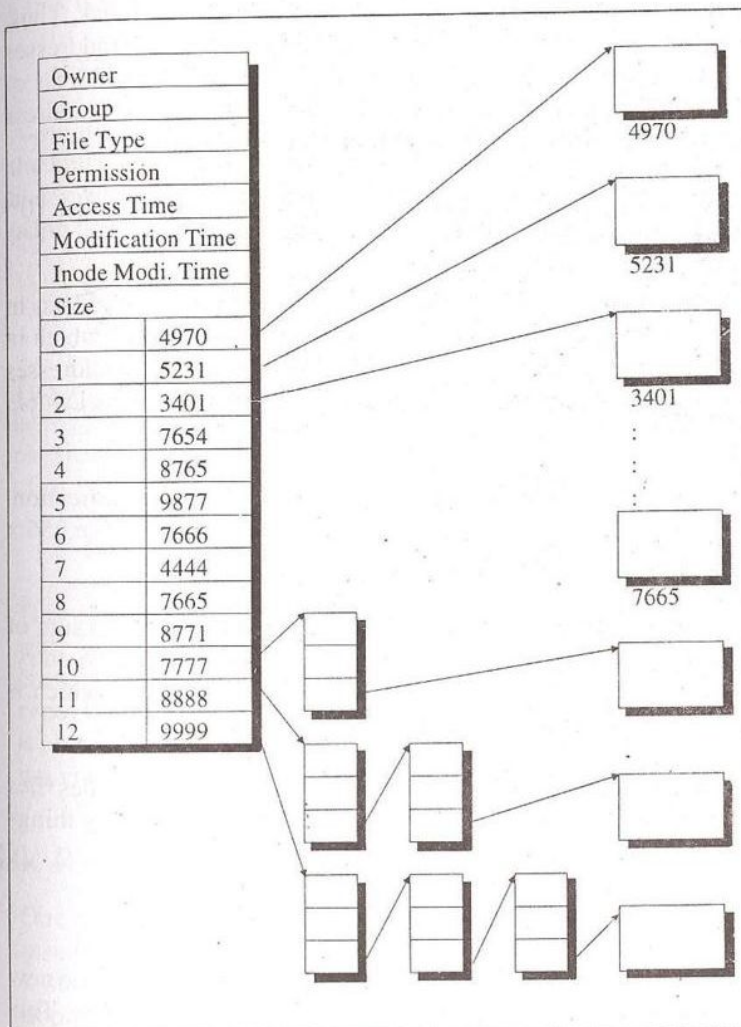 Owner
Group
File Type
Permission
Access Time
Modification Time
Inode Modi. Time
Size
0 4970
1 5231
2 3401
3 7654
4 8765
5 9877
6 7666
7 4444
8 7665
9 8771
10 7777
11 8888
12 9999
4970
5231
3401
7665